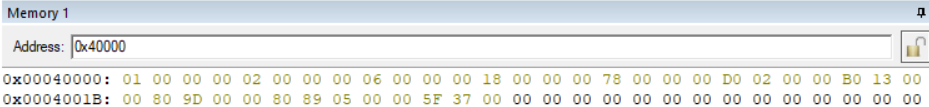 Memory 1
Address: 0x40000
0x00040000: 01 00 00 00 02 00 00 00 06 00 00 00 18 00 00 00 78 00 00 00 D0 02 00 00 B0 13 00
0x0004001B: 00 80 9D 00 00 80 89 05 00 00 5F 37 00 00 00 00 00 00 00 00 00 00 00 00 00 00 00